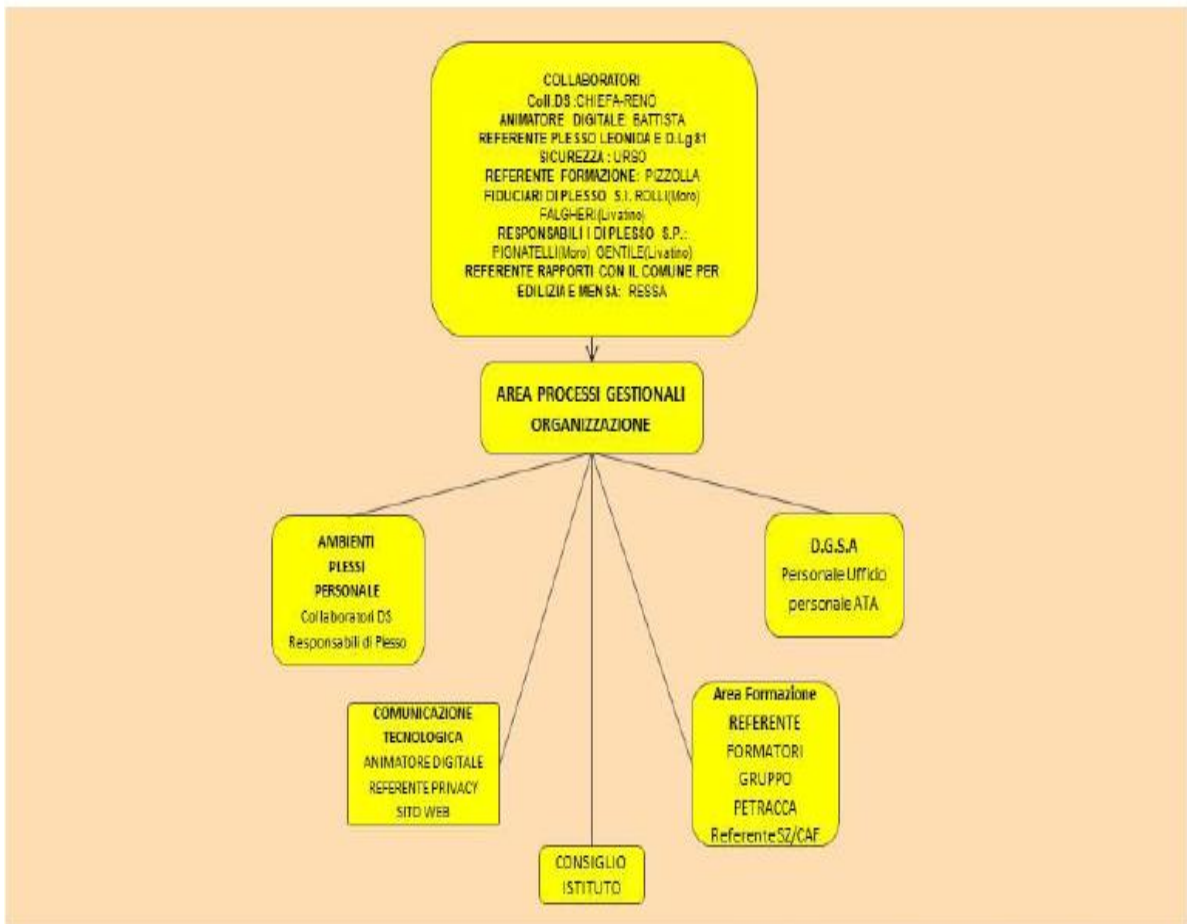 COLLABORATORI
Coll.DS :CHIEFA-RENO
ANIMATORE DIGITALE: BATTISTA
REFERENTE PLESSO LEONIDA E D.Lg 81
SICUREZZA : URSO
REFERENTE FORMAZIONE: PIZZOLLA
FIDUCIARI DI PLESSO S.I. ROLLI(Moro)
FALGHERI(Livatino)
RESPONSABILI I DI PLESSO S.P.:
PIGNATELLI(Moro) GENTILE(Livatino)
REFERENTE RAPPORTI CON IL COMUNE PER
EDILIZIA E MENSA: RESSA
AREA PROCESSI GESTIONALI
ORGANIZZAZIONE
AMBIENTI
PLESSI
PERSONALE
Collaboratori DS
Responsabili di Plesso
D.G.S.A
Personale Ufficio
personale ATA
COMUNICAZIONE
TECNOLOGICA
ANIMATORE DIGITALE
REFERENTE PRIVACY
SITO WEB
Area Formazione
REFERENTE
FORMATORI
GRUPPO
PETRACCA
Referente SZ/CAF
CONSIGLIO
ISTITUTO